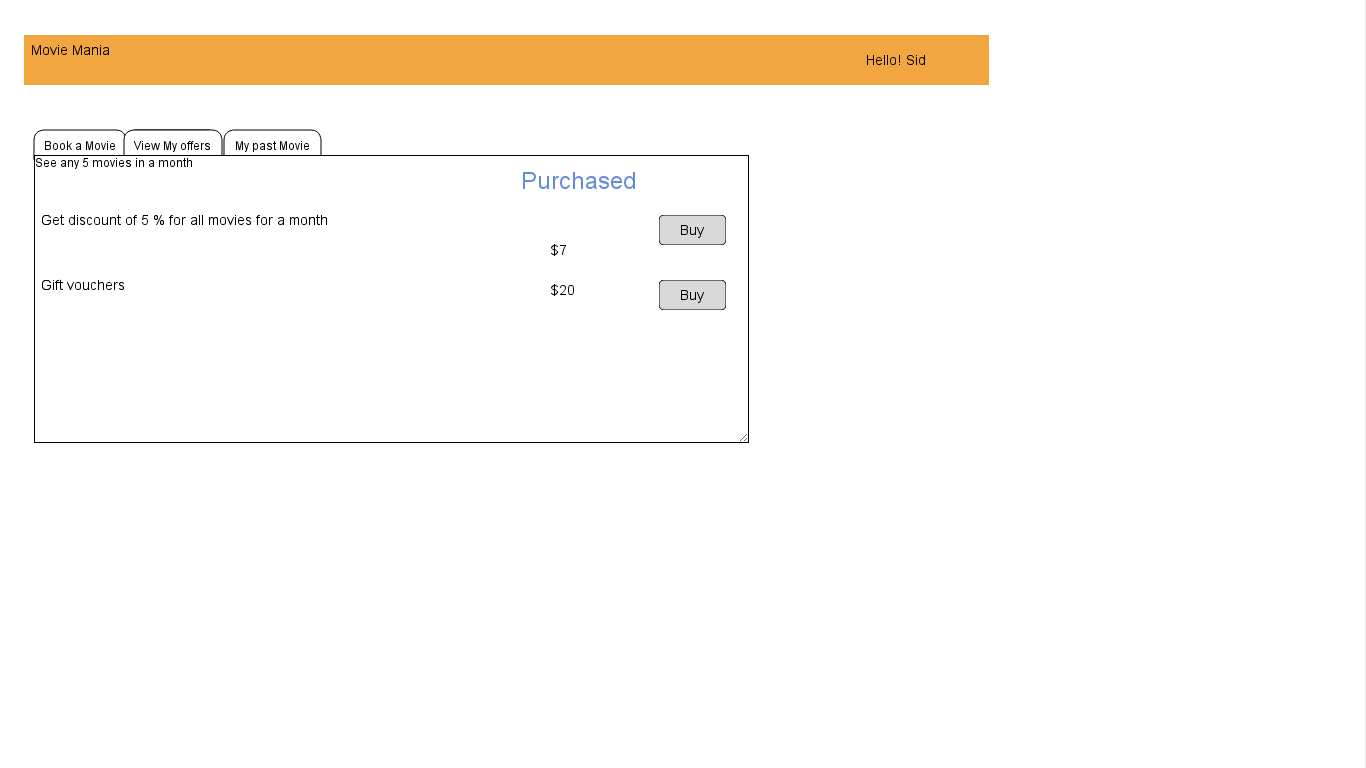 Movie Mania
Hello! Sid
Book a Movie
View My offers
My past Movie
See any 5 movies in a month
Purchased
Get discount of 5 % for all movies for a month
Buy
$7
Gift vouchers
$20
Buy